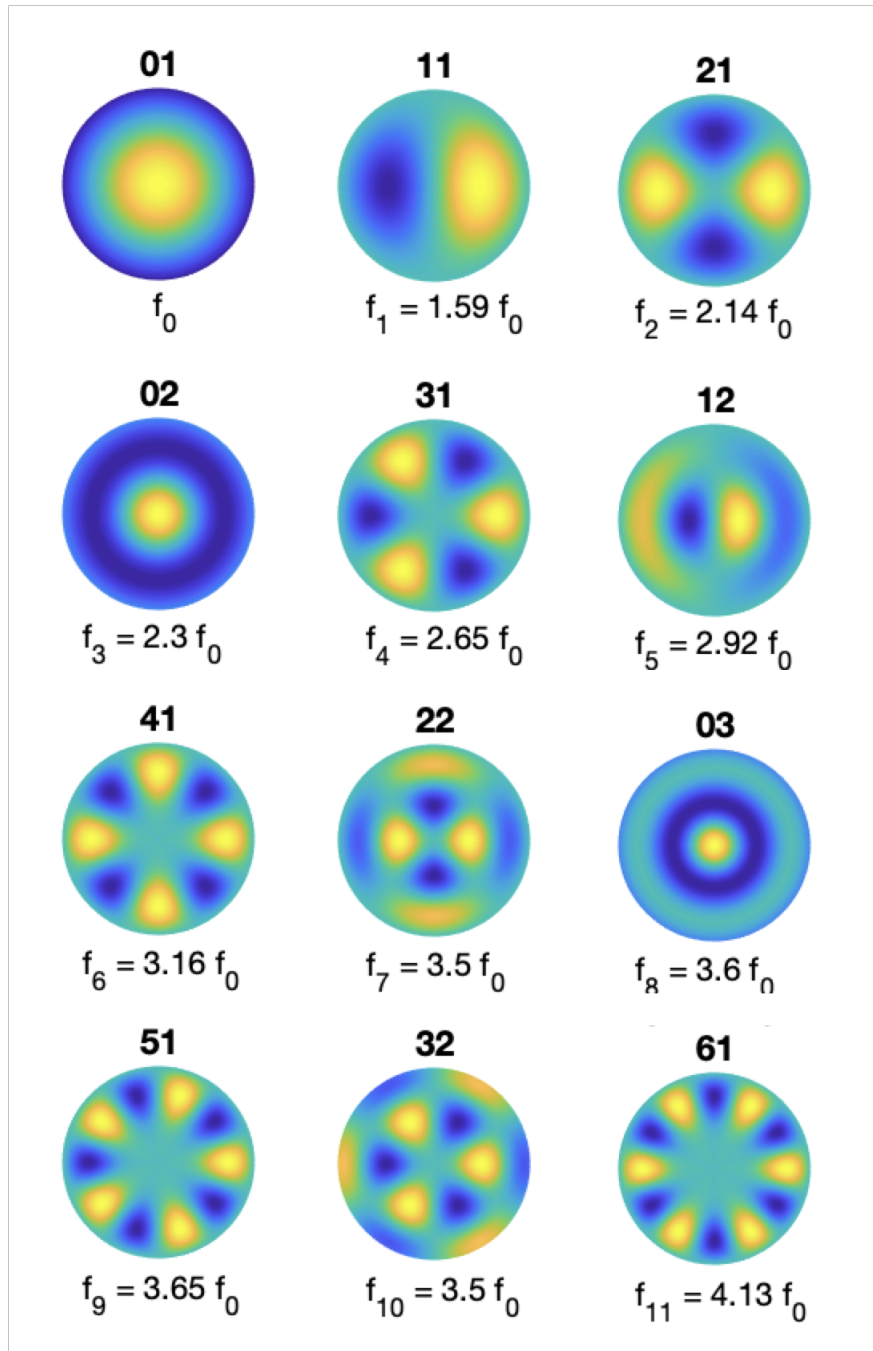 01 11 21
f0 f1 = 1.59 f0 f2 = 2.14 f0
02 31 12
f3 = 2.3 f0 f4 = 2.65 f0 f5 = 2.92 f0
41 22 03
f6 = 3.16 f0 f7 = 3.5 f0 f8 = 3.6 f0
51 32 61
f9 = 3.65 f0 f10 = 3.5 f0 f11 = 4.13 f0